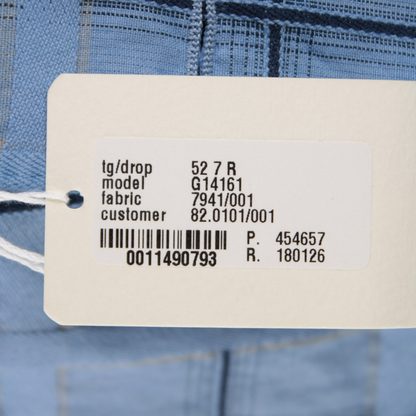 tg/drop 52 7 R
model G14161
fabric 7941/001
customer 82.0101/001
P. 454657
0011490793 R. 180126